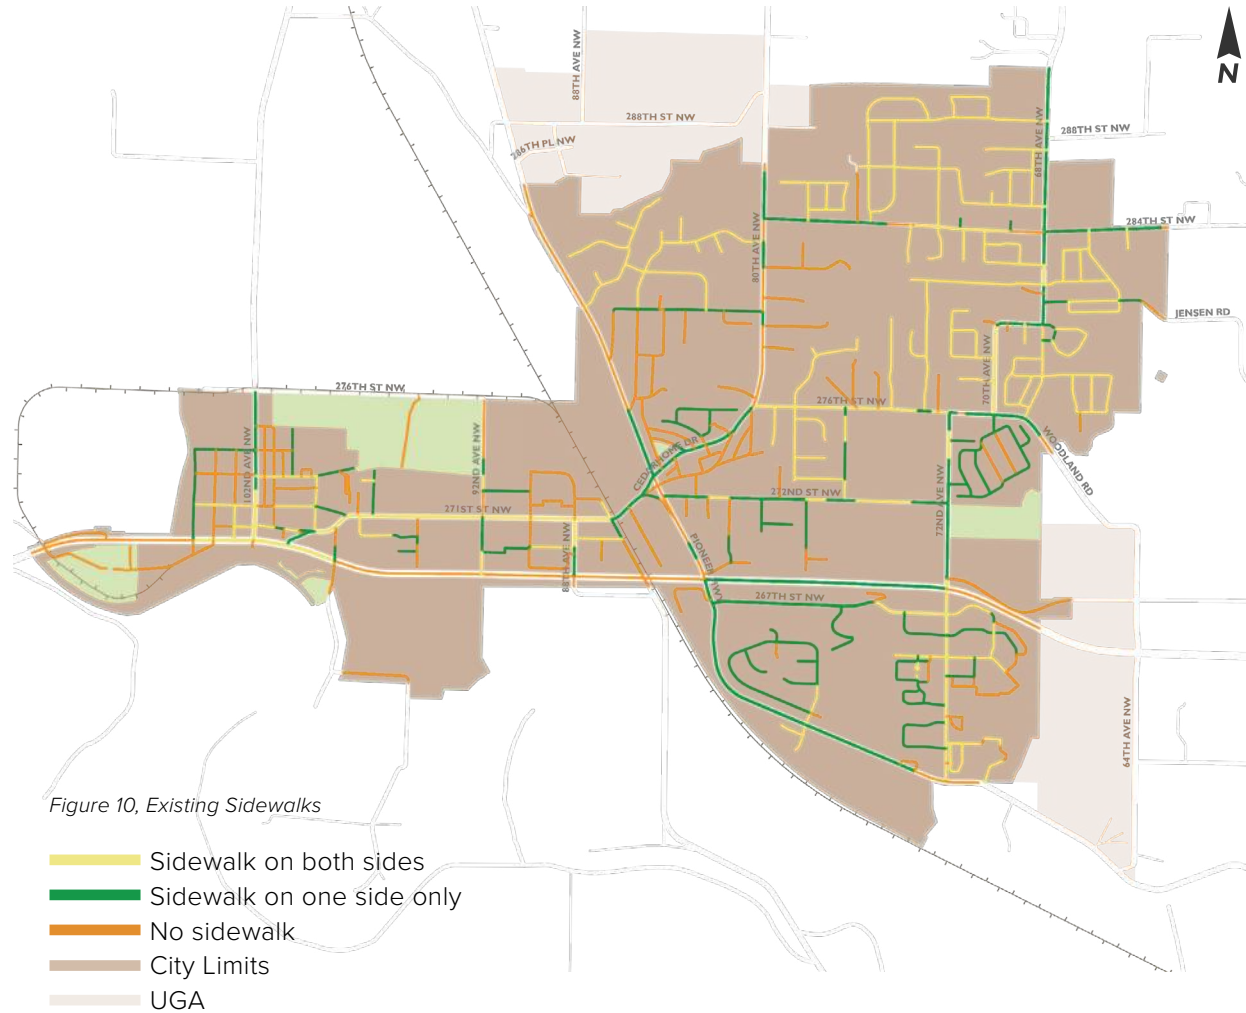 88TH AVE NW
N
288TH ST NW
286TH PL NW
68TH AVE NW
288TH ST NW
284TH ST NW
80TH AVE NW
JENSEN RD
70TH AVE NW
276TH ST NW
276TH ST NW
102ND AVE NW
92ND AVE NW
CEDARHOME DR
WOODLAND RD
272ND ST NW
72ND AVE NW
271ST ST NW
88TH AVE NW
PIONEER HWY
267TH ST NW
64TH AVE NW
Figure 10, Existing Sidewalks
Sidewalk on both sides
Sidewalk on one side only
No sidewalk
City Limits
UGA